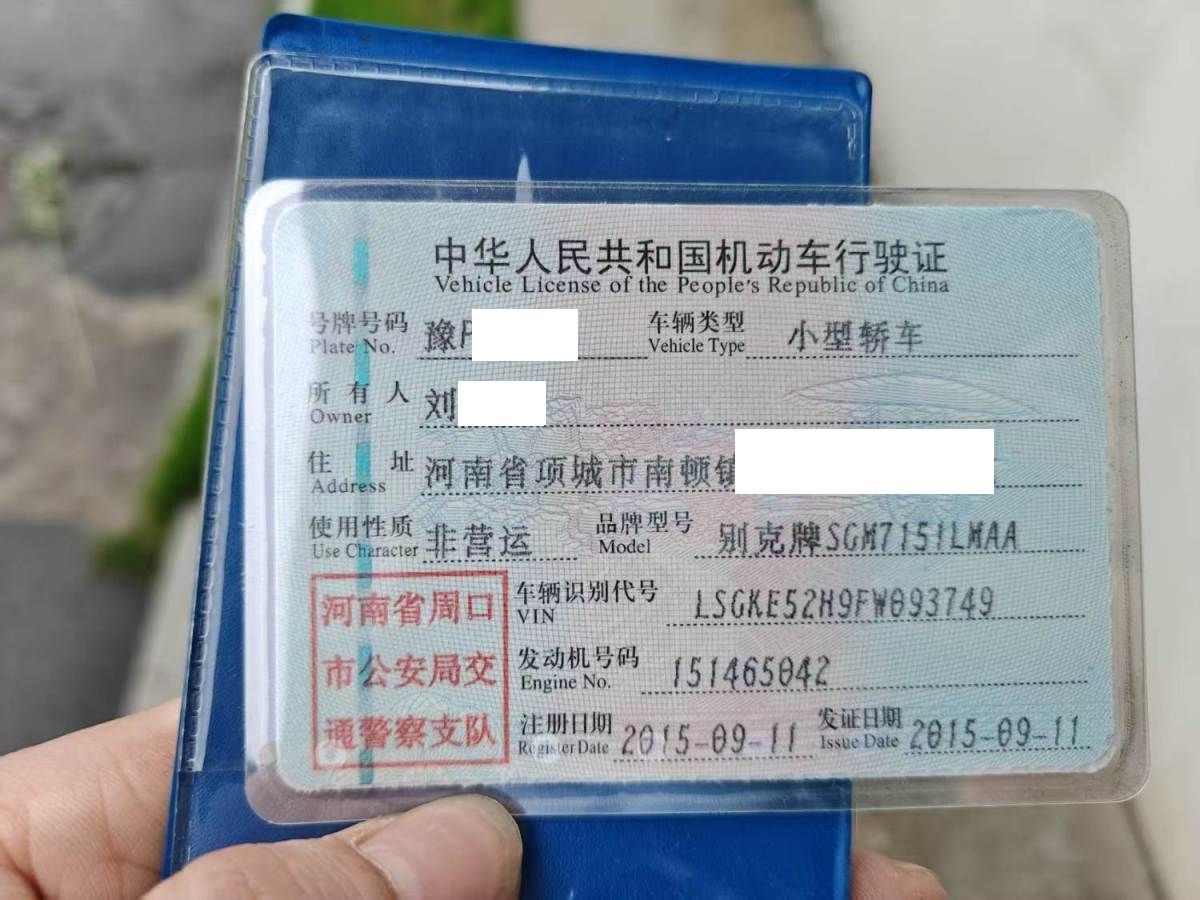 中华人民共和国机动车行驶证
Vehicle License of the People's Republic of China
号牌号码 豫 车辆类型 小型轿车
Plate No. Vehicle Type
所有人 刘
Owner
住址 河南省项城市南顿镇
Address
使用性质 非营运 品牌型号 别克牌SGM7151LMAA
Use Character Model
河南省周口
市公安局交
通警察支队
车辆识别代号 LSGKE52H9FW093749
VIN
发动机号码 151465042
Engine No.
注册日期 2015-09-11 发证日期 2015-09-11
Register Date Issue Date